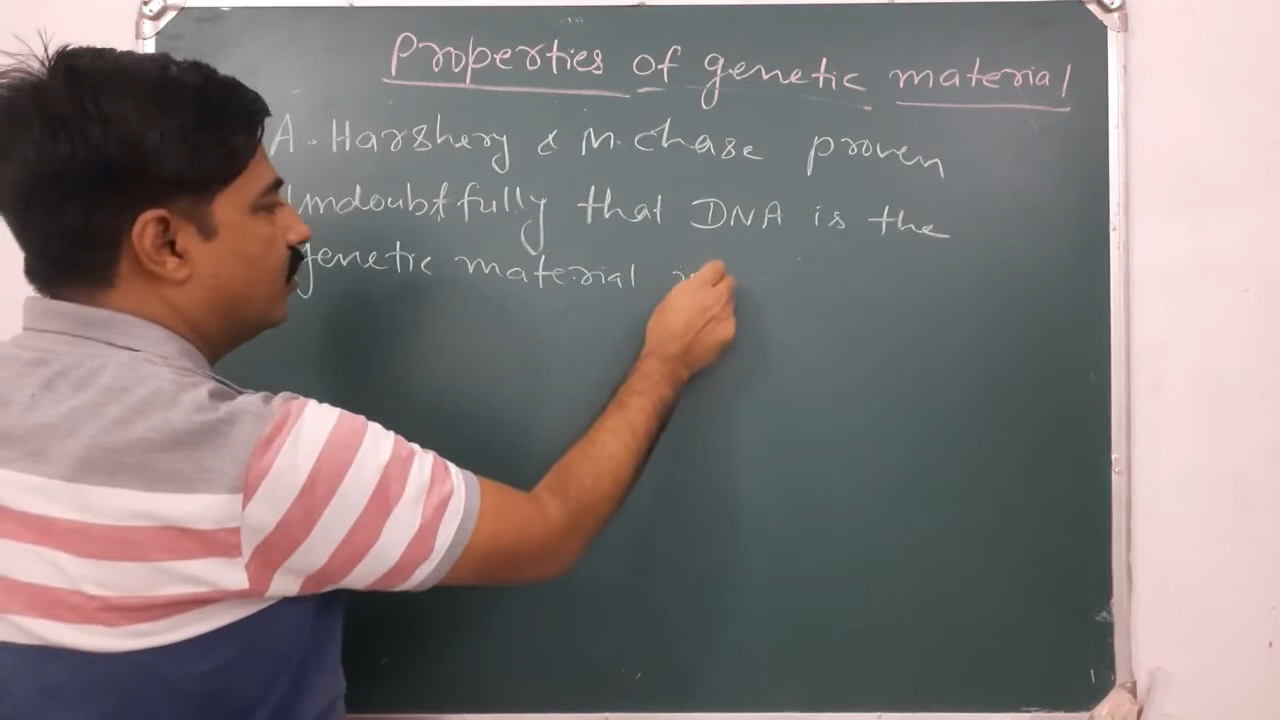 Properties of genetic material
A. Harshery & M. Chase proven
Undoubtfully that DNA is the
genetic material